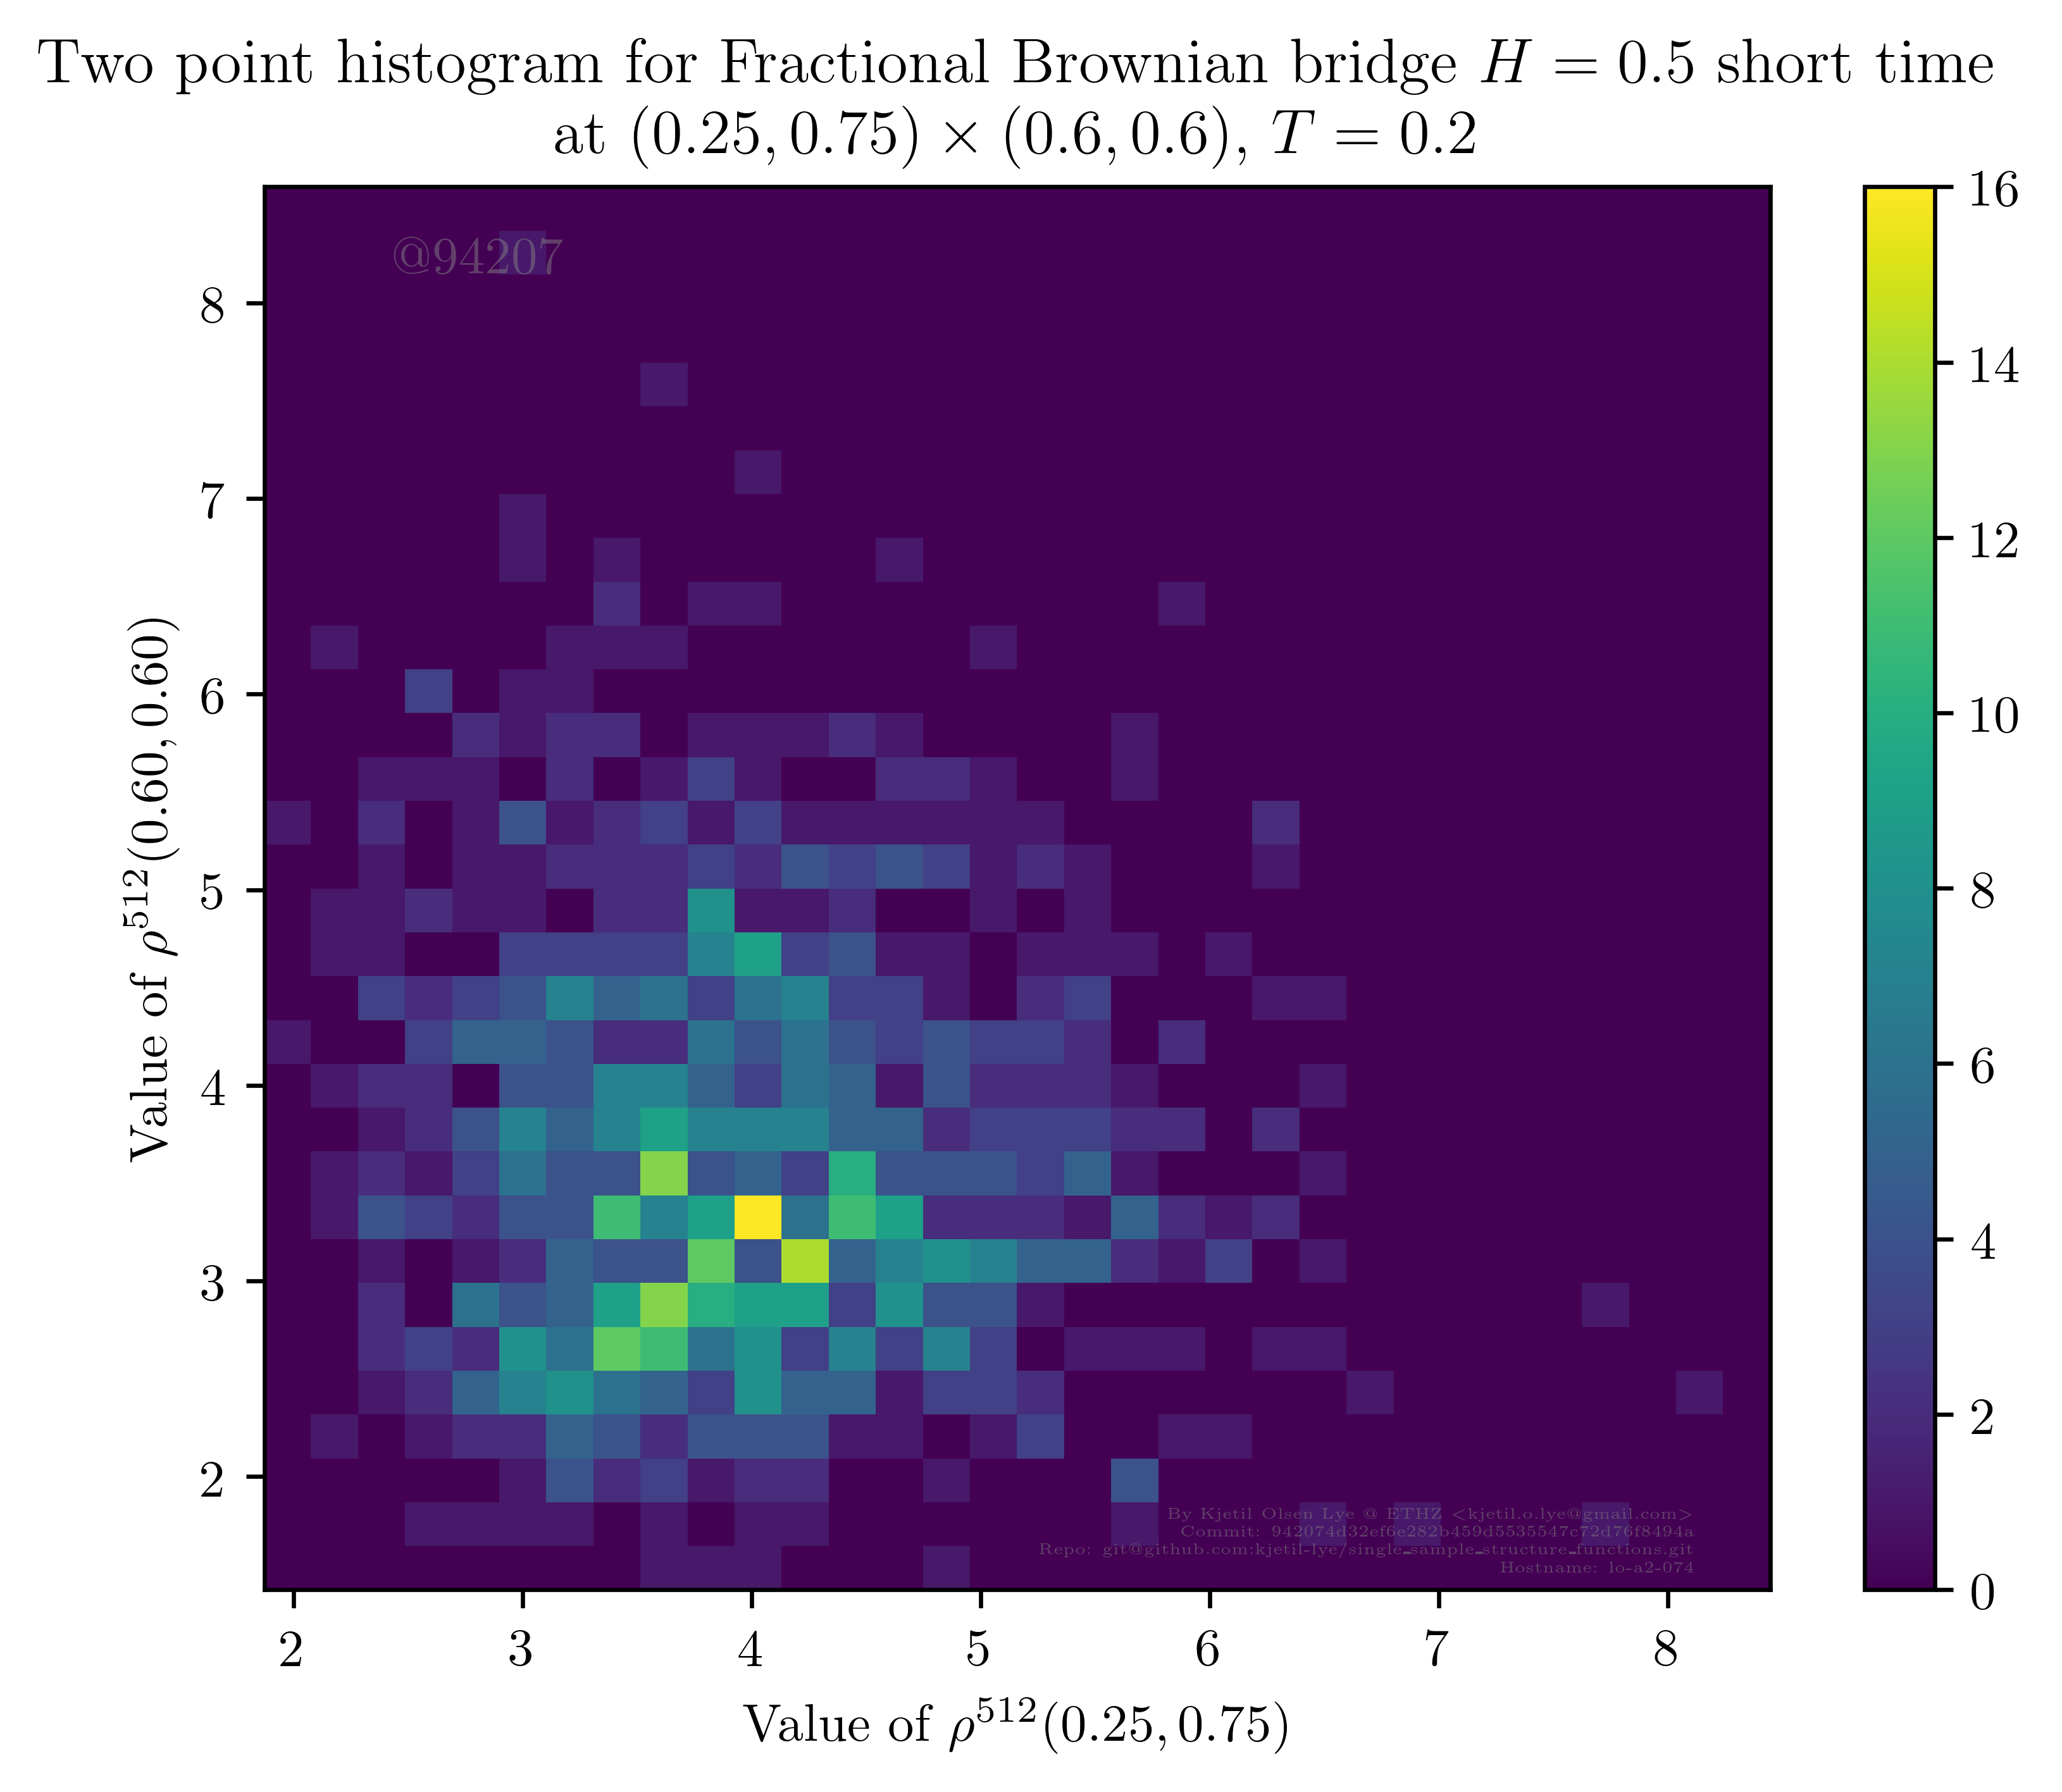 Two point histogram for Fractional Brownian bridge H = 0.5 short time
at (0.25, 0.75) × (0.6, 0.6), T = 0.2
@94207
16
14
12
10
8
6
4
2
0
8
7
6
5
4
3
2
Value of ρ^512(0.60, 0.60)
By Kjetil Olsen Lye @ ETHZ <kjetil.o.lye@gmail.com>
Commit: 942074d32ef6e282b459d5535547c72d76f8494a
Repo: git@github.com:kjetil-lye/single_sample_structure_functions.git
Hostname: lo-a2-074
2 3 4 5 6 7 8
Value of ρ^512(0.25, 0.75)